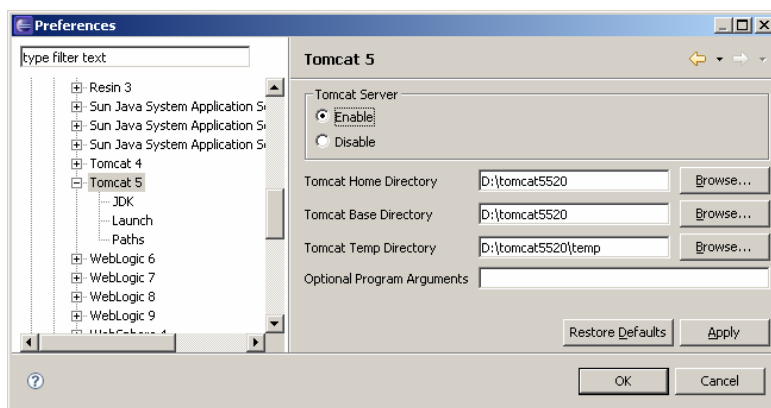 Preferences
type filter text
Resin 3
Sun Java System Application
Sun Java System Application
Sun Java System Application
Tomcat 4
Tomcat 5
JDK
Launch
Paths
WebLogic 6
WebLogic 7
WebLogic 8
WebLogic 9
Tomcat 5
Tomcat Server
Enable
Disable
Tomcat Home Directory D:\tomcat5520 Browse...
Tomcat Base Directory D:\tomcat5520 Browse...
Tomcat Temp Directory D:\tomcat5520\temp Browse...
Optional Program Arguments
Restore Defaults Apply
? OK Cancel